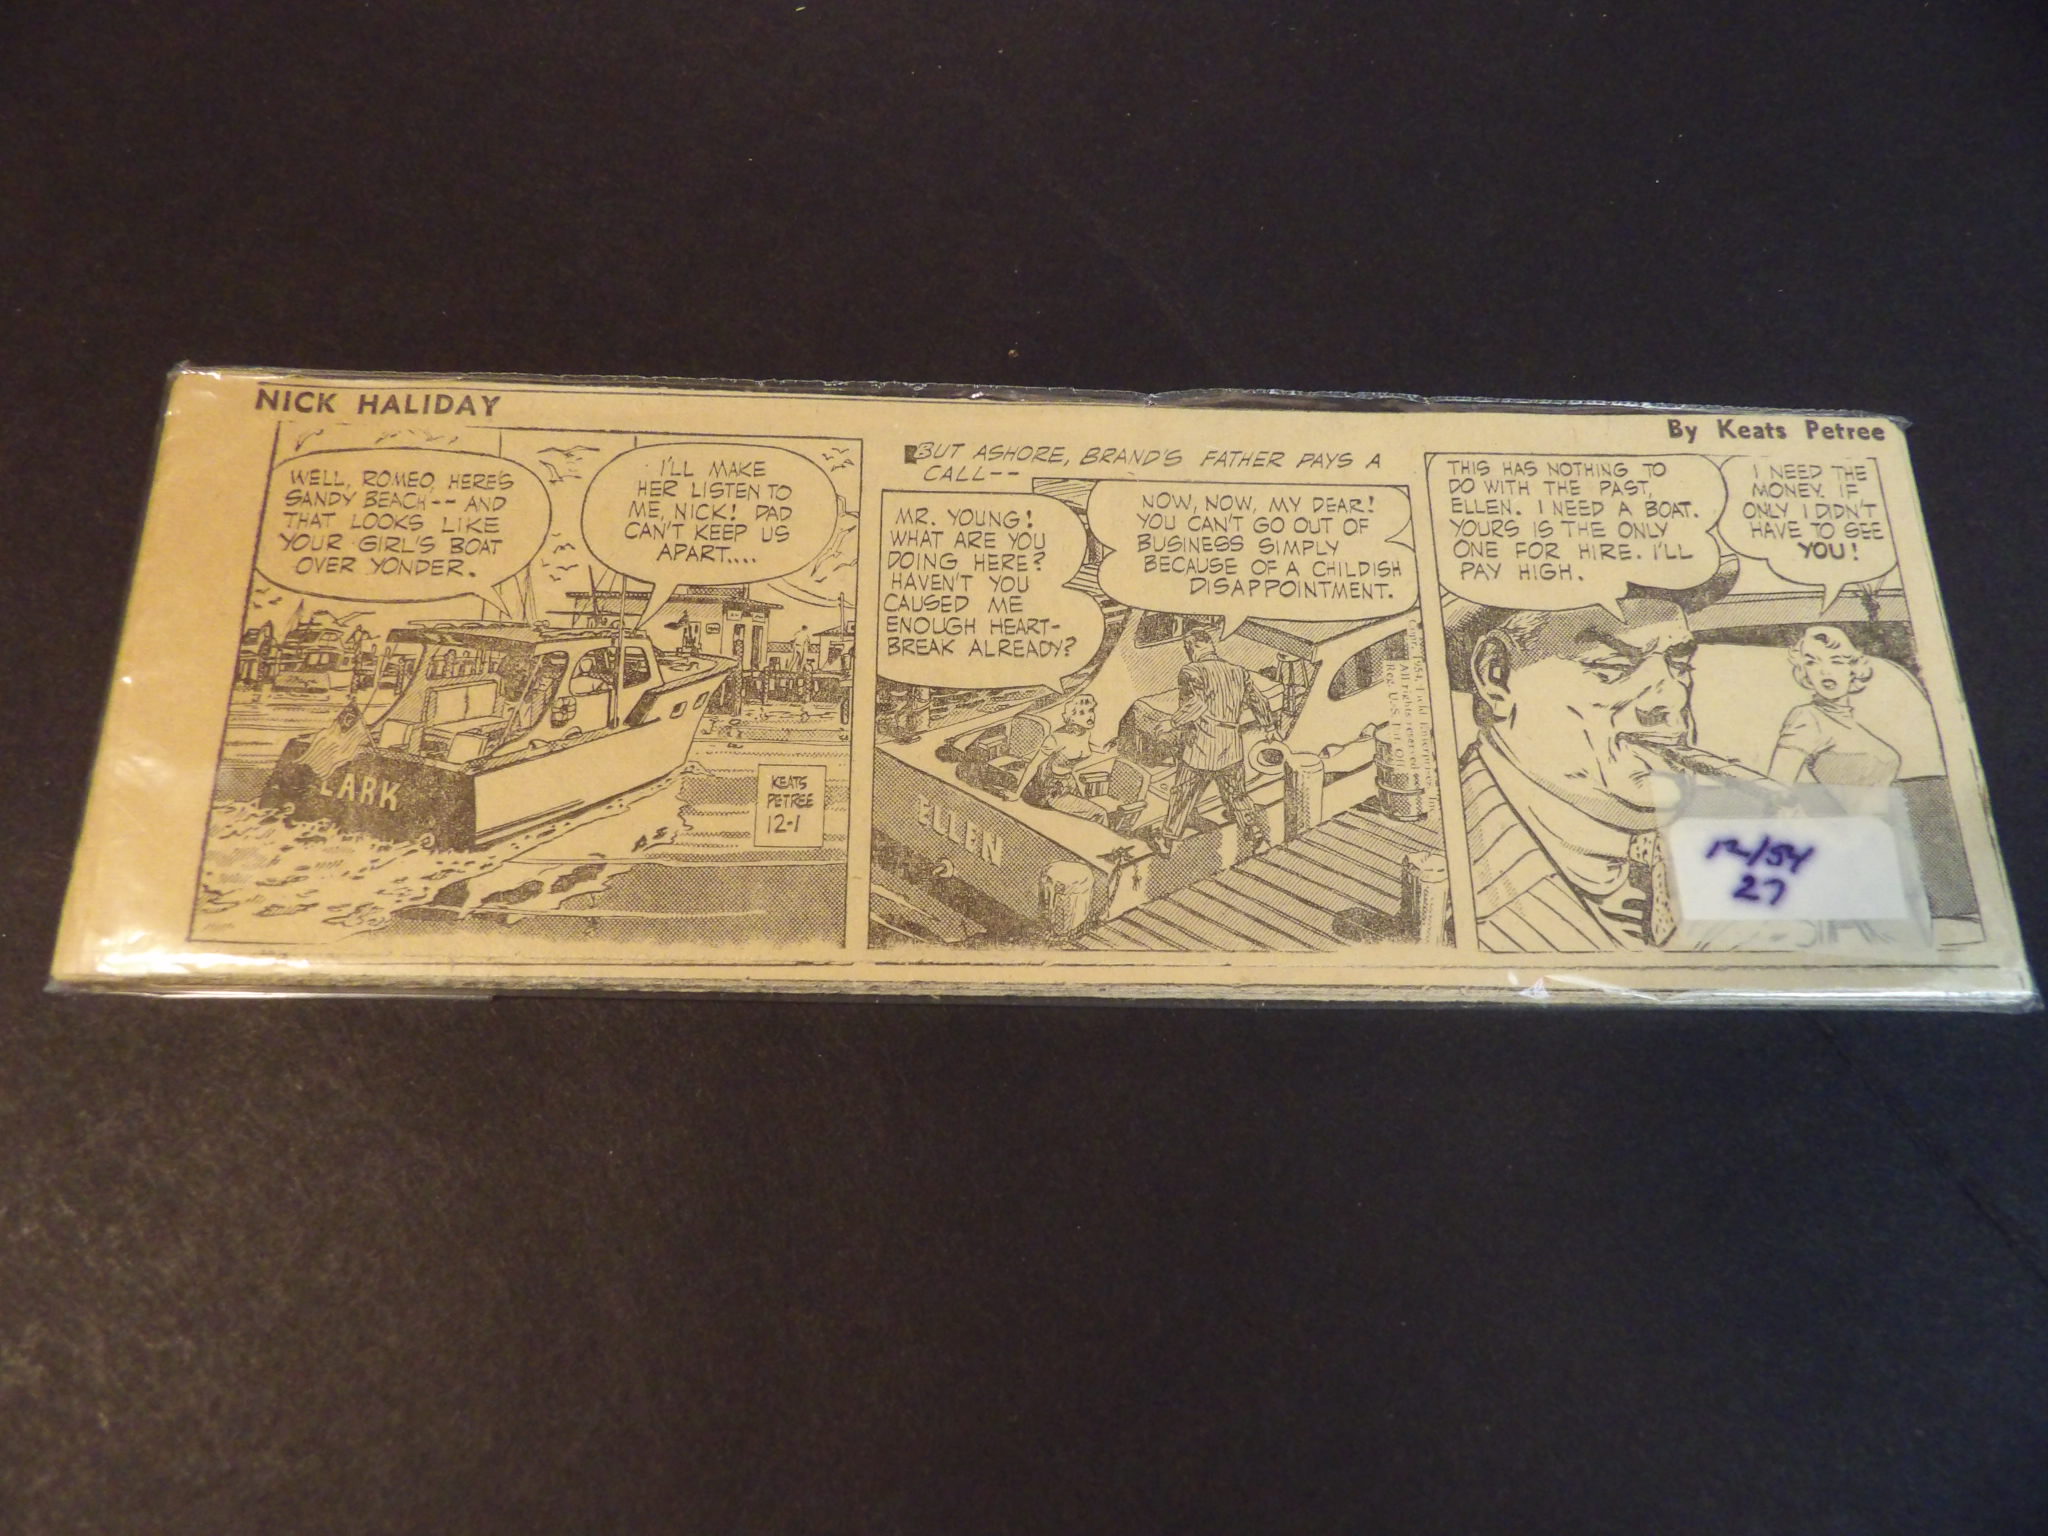 NICK HALIDAY
By Keats Petree
WELL, ROMEO, HERE'S
SANDY BEACH -- AND
THAT LOOKS LIKE
YOUR GIRL'S BOAT
OVER YONDER.
I'LL MAKE
HER LISTEN TO
ME, NICK! DAD
CAN'T KEEP US
APART....
LARK
KEATS
PETREE
12-1
BUT ASHORE, BRAND'S FATHER PAYS A
CALL--
MR. YOUNG!
WHAT ARE YOU
DOING HERE?
HAVEN'T YOU
CAUSED ME
ENOUGH HEART-
BREAK ALREADY?
NOW, NOW, MY DEAR!
YOU CAN'T GO OUT OF
BUSINESS SIMPLY
BECAUSE OF A CHILDISH
DISAPPOINTMENT.
ELLEN
All rights reserved
THIS HAS NOTHING TO
DO WITH THE PAST,
ELLEN. I NEED A BOAT.
YOURS IS THE ONLY
ONE FOR HIRE. I'LL
PAY HIGH.
I NEED THE
MONEY. IF
ONLY I DIDN'T
HAVE TO SEE
YOU!
12/54
27